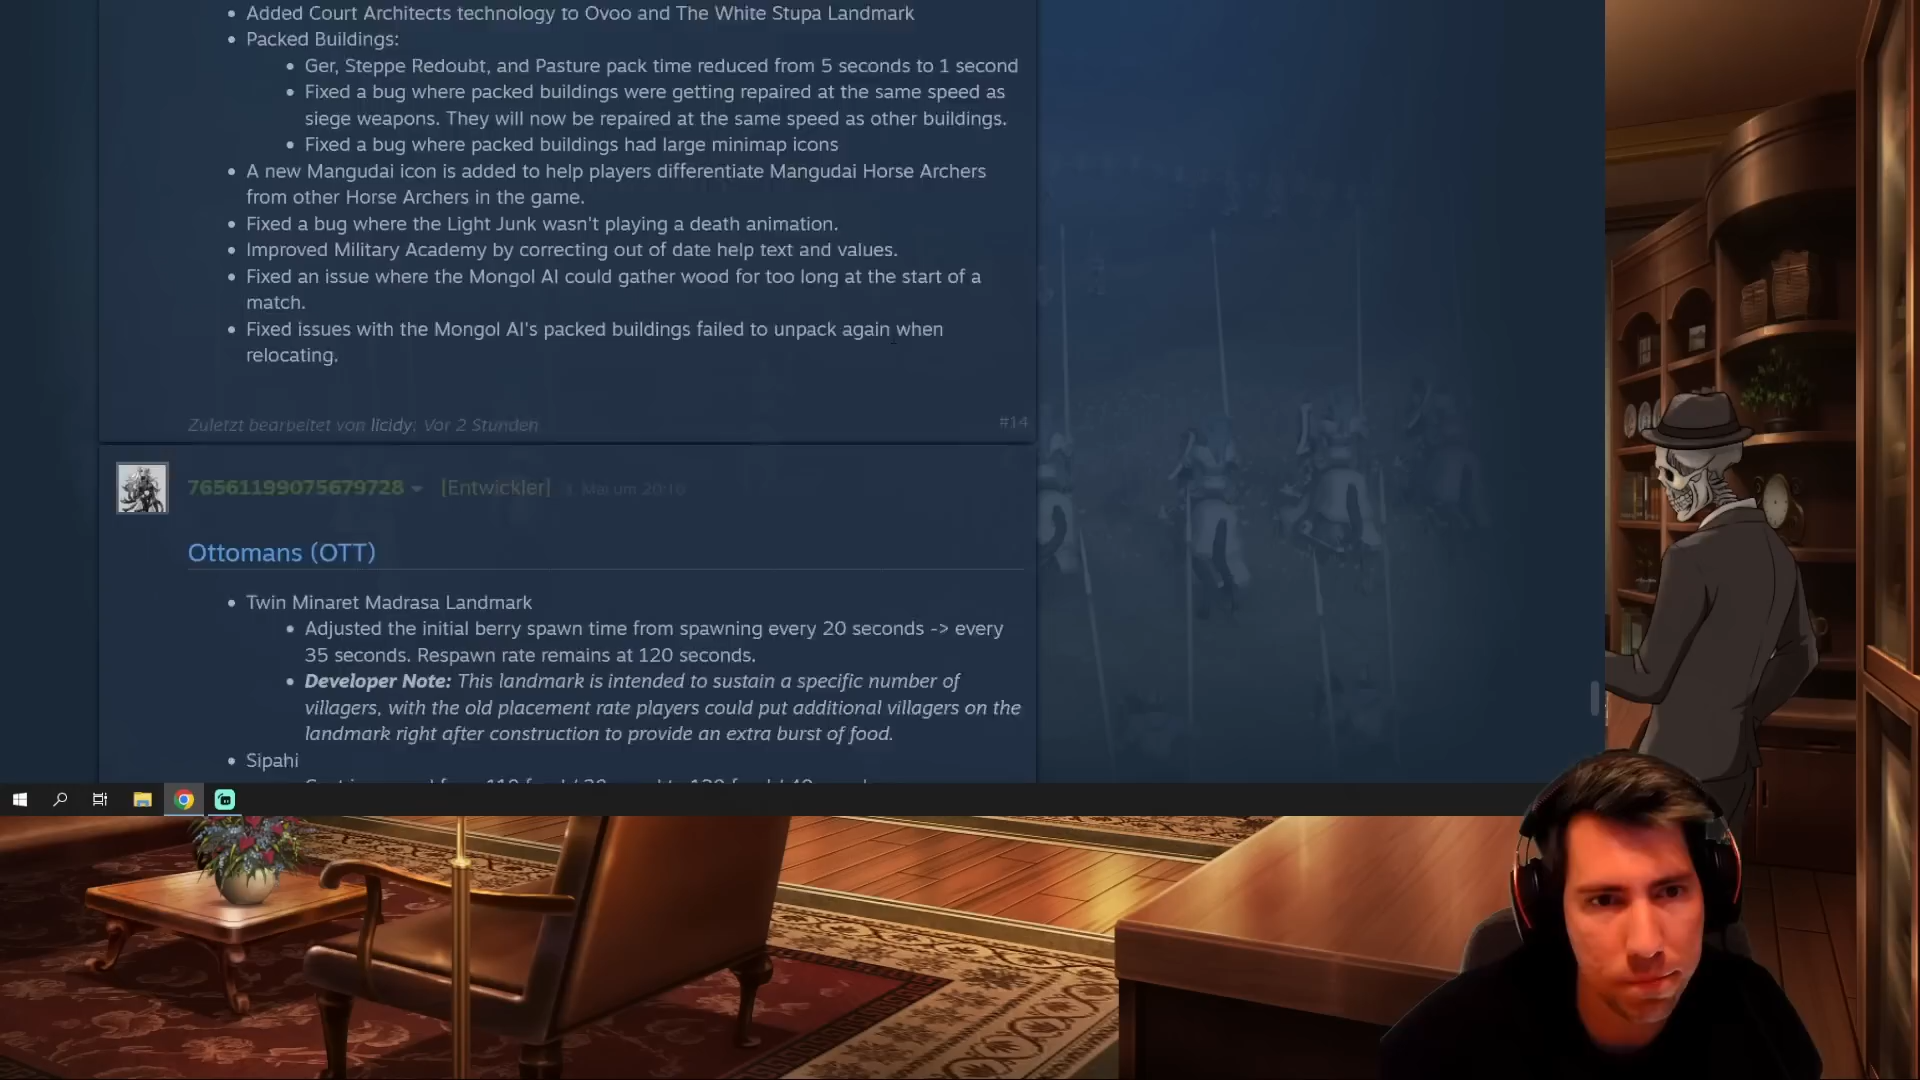 Added Court Architects technology to Ovoo and The White Stupa Landmark
Packed Buildings:
Ger, Steppe Redoubt, and Pasture pack time reduced from 5 seconds to 1 second
Fixed a bug where packed buildings were getting repaired at the same speed as
siege weapons. They will now be repaired at the same speed as other buildings.
Fixed a bug where packed buildings had large minimap icons
A new Mangudai icon is added to help players differentiate Mangudai Horse Archers
from other Horse Archers in the game.
Fixed a bug where the Light Junk wasn't playing a death animation.
Improved Military Academy by correcting out of date help text and values.
Fixed an issue where the Mongol AI could gather wood for too long at the start of a
match.
Fixed issues with the Mongol AI's packed buildings failed to unpack again when
relocating.
Zuletzt bearbeitet von licidy; Vor 2 Stunden
#14
76561199075679728 [Entwickler] Mai um 20:16
Ottomans (OTT)
Twin Minaret Madrasa Landmark
Adjusted the initial berry spawn time from spawning every 20 seconds -> every
35 seconds. Respawn rate remains at 120 seconds.
Developer Note: This landmark is intended to sustain a specific number of
villagers, with the old placement rate players could put additional villagers on the
landmark right after construction to provide an extra burst of food.
Sipahi